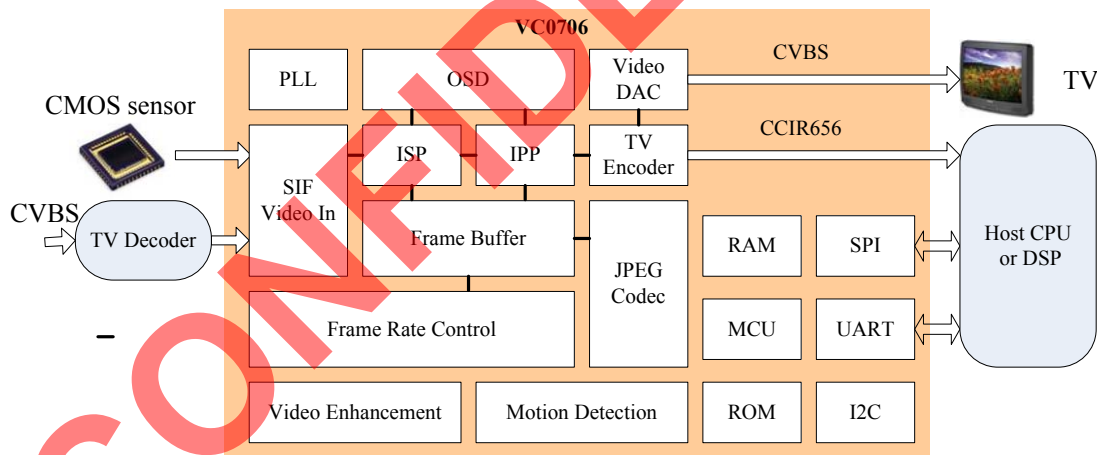 VC0706
PLL
OSD
Video
DAC
CVBS
TV
CMOS sensor
CCIR656
ISP
IPP
TV
Encoder
SIF
Video In
CVBS
TV Decoder
Frame Buffer
JPEG
Codec
RAM
SPI
Host CPU
or DSP
Frame Rate Control
MCU
UART
Video Enhancement
Motion Detection
ROM
I2C
CONFIDE